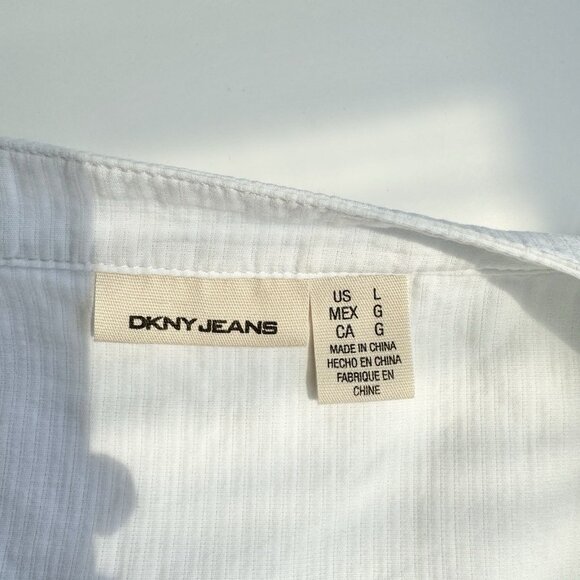 DKNY JEANS
US L
MEX G
CA G
MADE IN CHINA
HECHO EN CHINA
FABRIQUE EN
CHINE